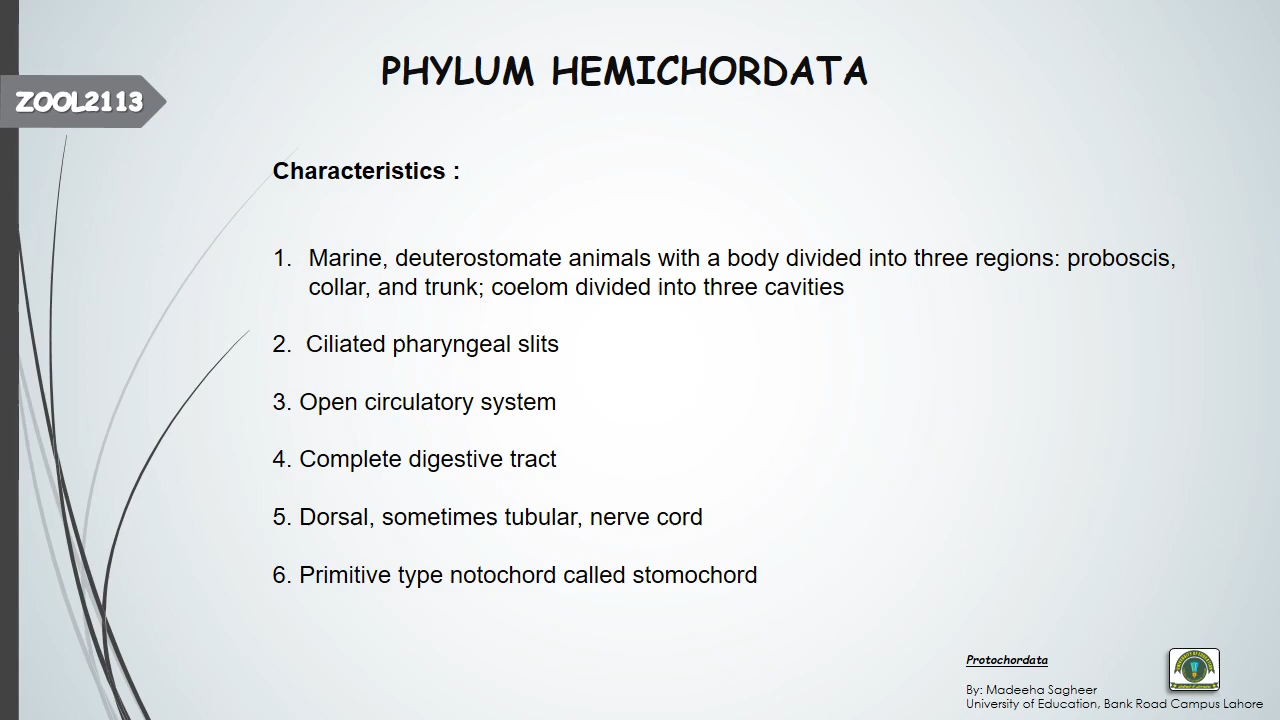 PHYLUM HEMICHORDATA
ZOOL2113
Characteristics :
1. Marine, deuterostomate animals with a body divided into three regions: proboscis,
collar, and trunk; coelom divided into three cavities
2. Ciliated pharyngeal slits
3. Open circulatory system
4. Complete digestive tract
5. Dorsal, sometimes tubular, nerve cord
6. Primitive type notochord called stomochord
Protochordata
By: Madeeha Sagheer
University of Education, Bank Road Campus Lahore